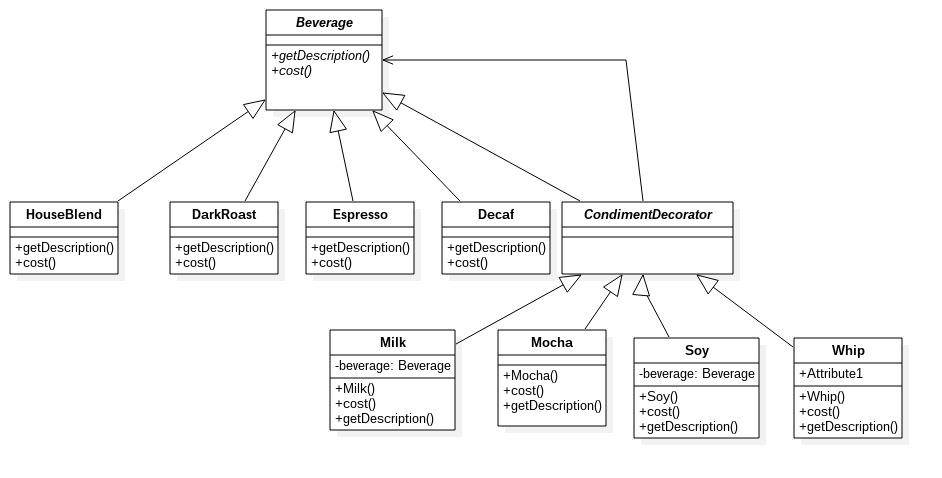 Beverage
+getDescription()
+cost()
HouseBlend
+getDescription()
+cost()
DarkRoast
+getDescription()
+cost()
Espresso
+getDescription()
+cost()
Decaf
+getDescription()
+cost()
CondimentDecorator
Milk
-beverage: Beverage
+Milk()
+cost()
+getDescription()
Mocha
+Mocha()
+cost()
+getDescription()
Soy
-beverage: Beverage
+Soy()
+cost()
+getDescription()
Whip
+Attribute1
+Whip()
+cost()
+getDescription()